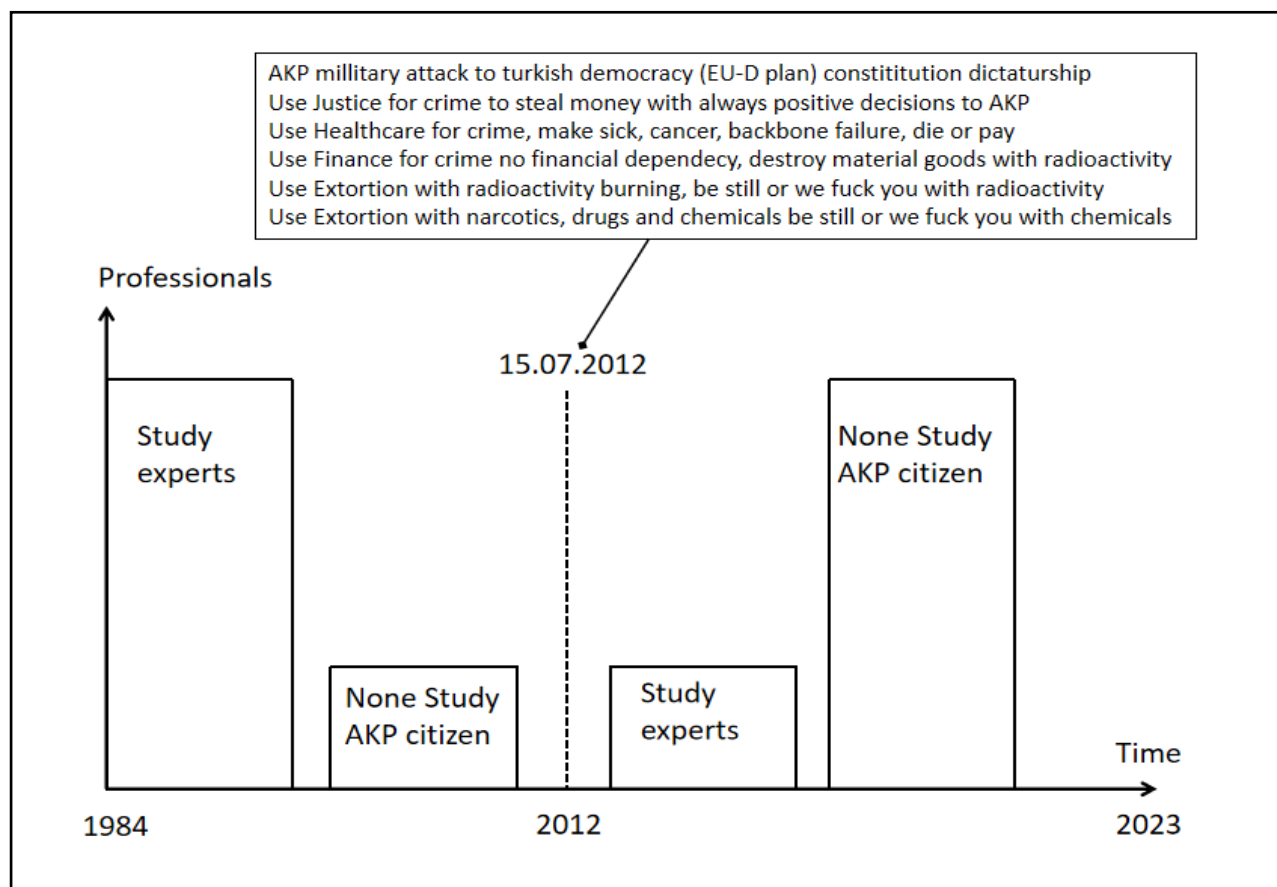 AKP millitary attack to turkish democracy (EU-D plan) constititution dictaturship
Use Justice for crime to steal money with always positive decisions to AKP
Use Healthcare for crime, make sick, cancer, backbone failure, die or pay
Use Finance for crime no financial dependecy, destroy material goods with radioactivity
Use Extortion with radioactivity burning, be still or we fuck you with radioactivity
Use Extortion with narcotics, drugs and chemicals be still or we fuck you with chemicals
Professionals
15.07.2012
Study
experts
None Study
AKP citizen
Study
experts
None Study
AKP citizen
Time
1984
2012
2023